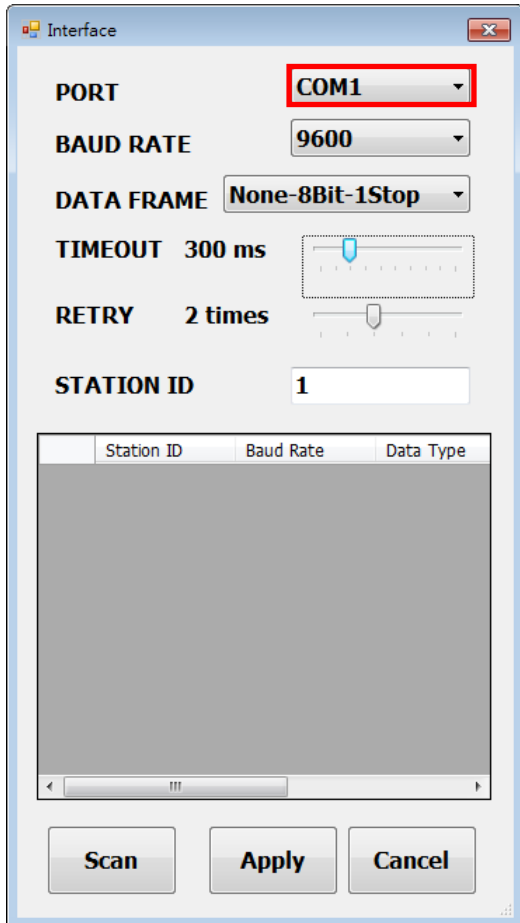 Interface
PORT COM1
BAUD RATE 9600
DATA FRAME None-8Bit-1Stop
TIMEOUT 300 ms
RETRY 2 times
STATION ID 1
Station ID Baud Rate Data Type
Scan Apply Cancel